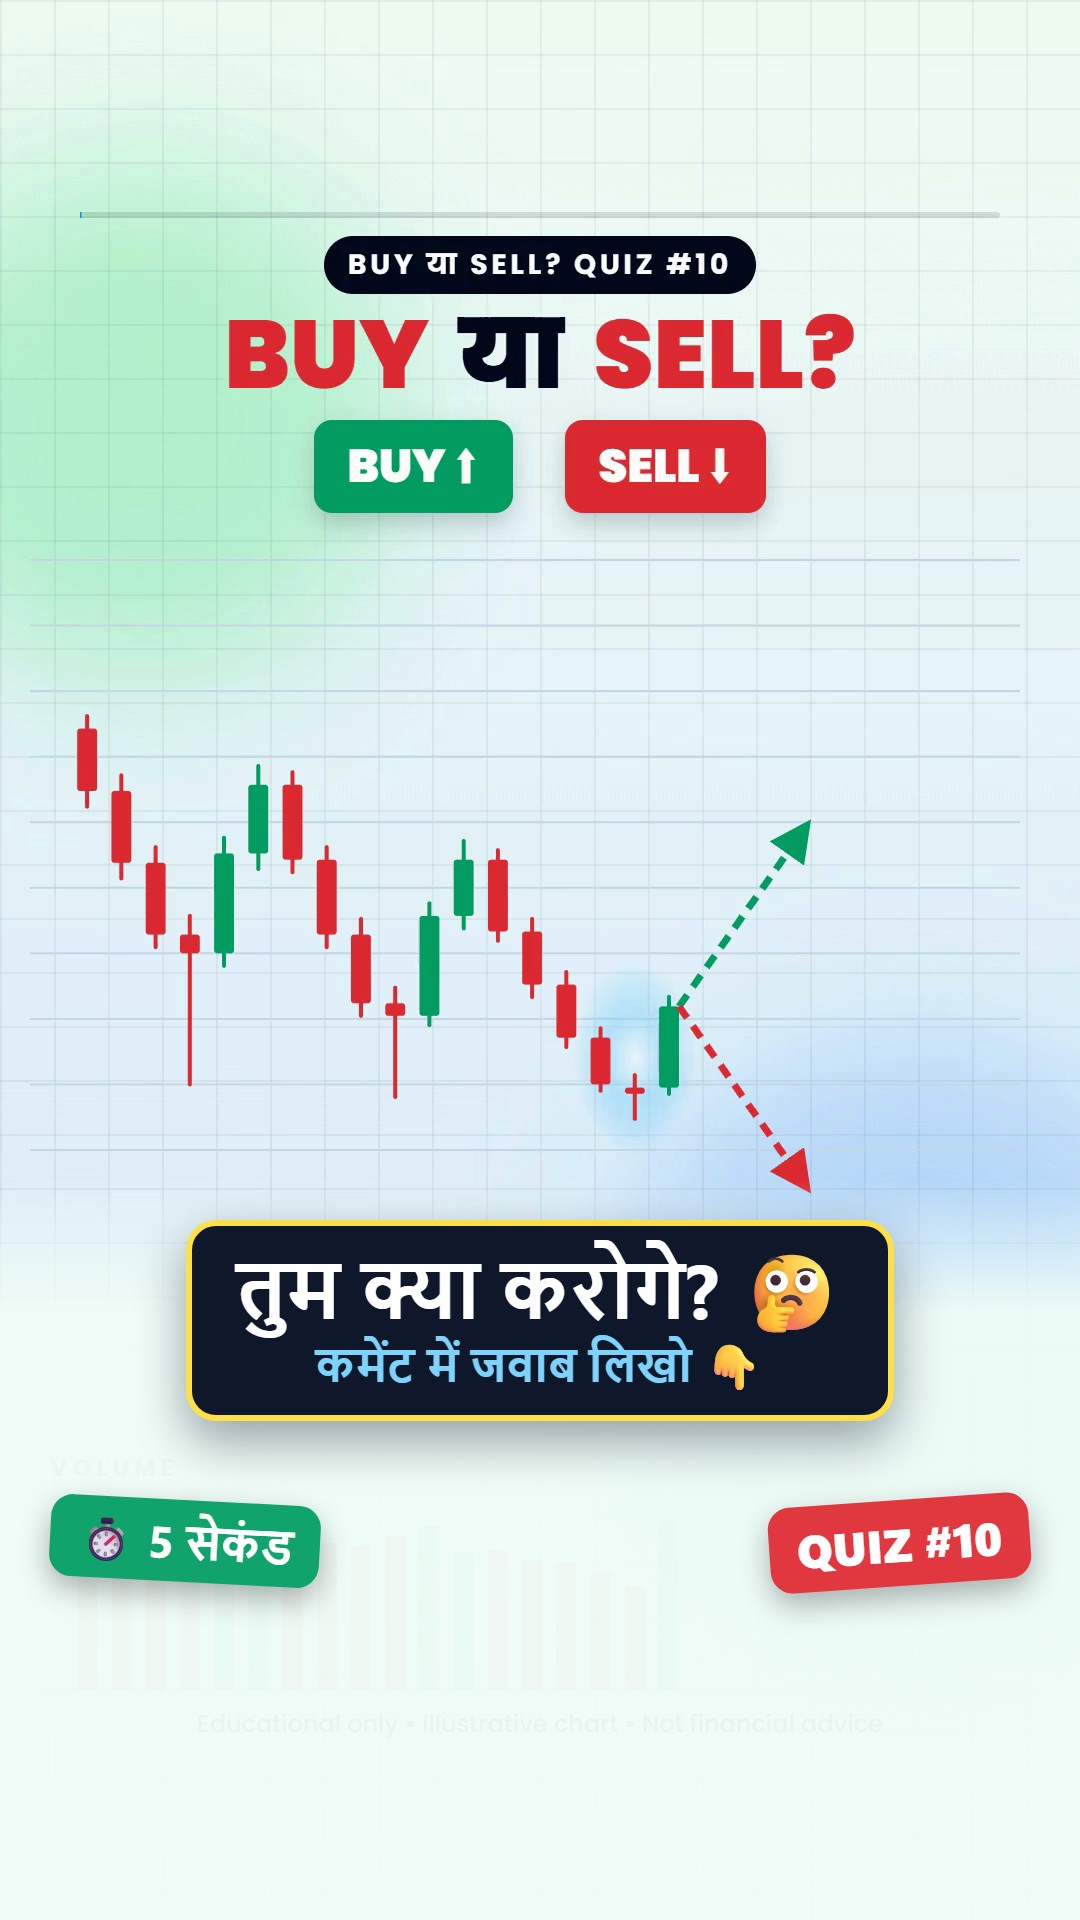 BUY या SELL? QUIZ #10
BUY या SELL?
BUY ↑
SELL ↓
तुम क्या करोगे? 🤔
कमेंट में जवाब लिखो 👇
VOLUME
⏱ 5 सेकंड
QUIZ #10
Educational only • Illustrative chart • Not financial advice